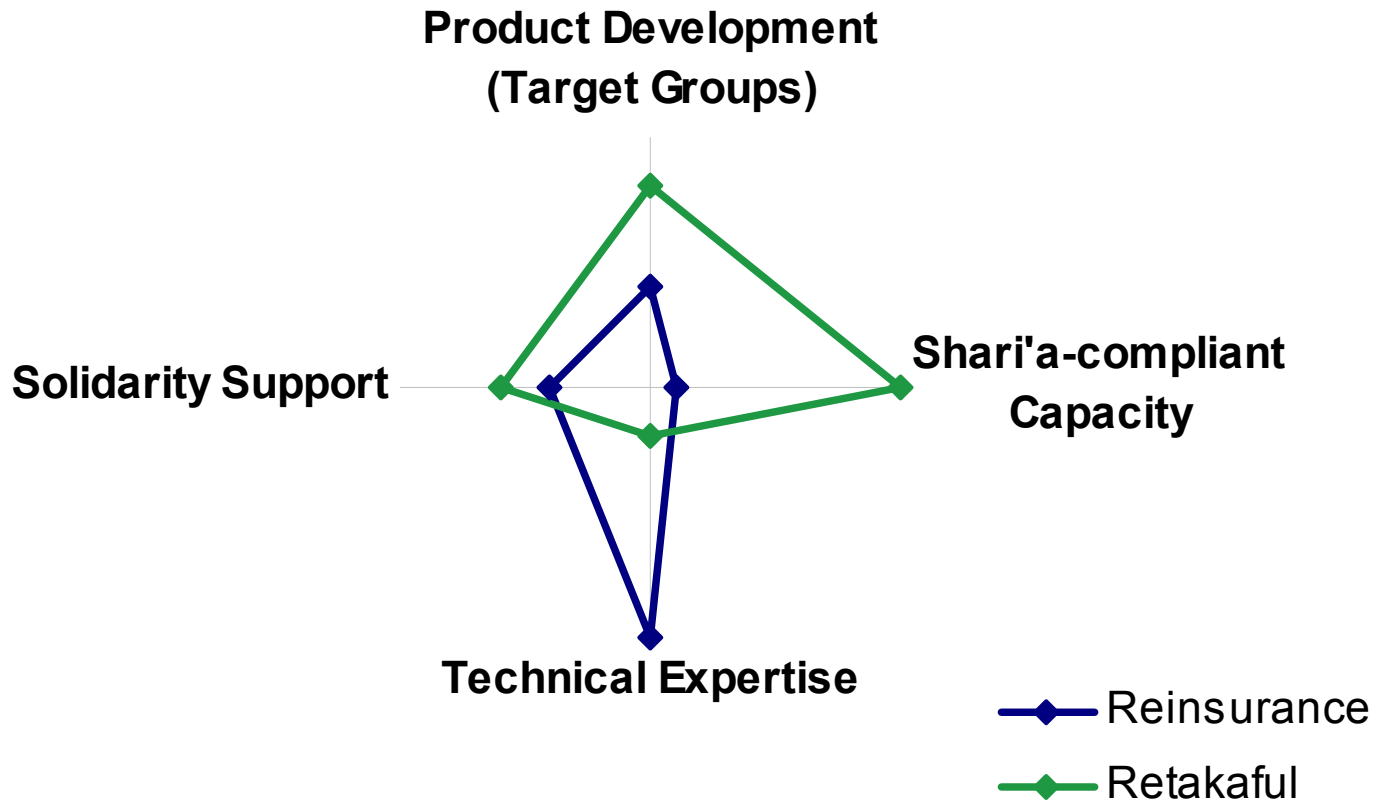 Product Development
(Target Groups)
Shari'a-compliant
Capacity
Solidarity Support
Technical Expertise
Reinsurance
Retakaful